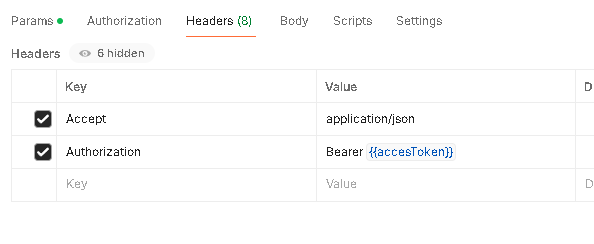 Params Authorization Headers (8) Body Scripts Settings
Headers 6 hidden
Key Value D
Accept application/json
Authorization Bearer {{accesToken}}
Key Value D